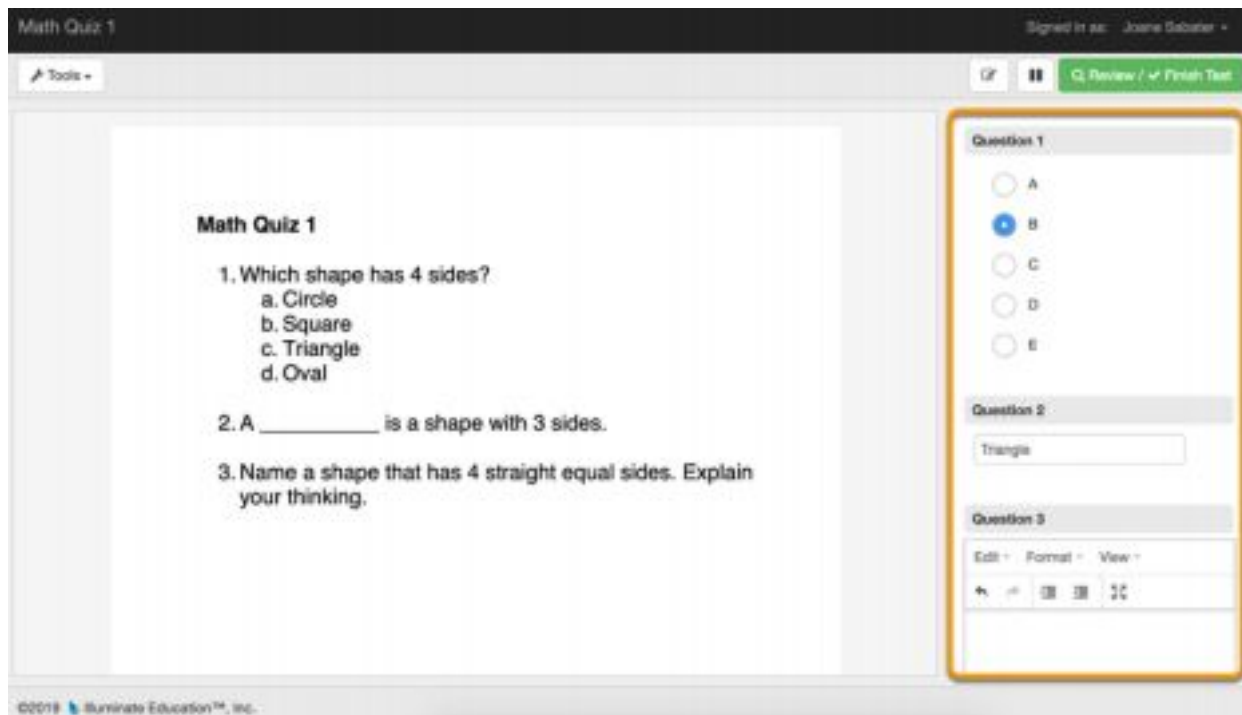 Math Quiz 1
Signed in as: Joane Sabater
Tools
Review / ✔ Finish Test
Math Quiz 1
1. Which shape has 4 sides?
a. Circle
b. Square
c. Triangle
d. Oval
2. A __________ is a shape with 3 sides.
3. Name a shape that has 4 straight equal sides. Explain
your thinking.
Question 1
A
B
C
D
E
Question 2
Triangle
Question 3
Edit Format View
©2019 Illuminate Education™, Inc.